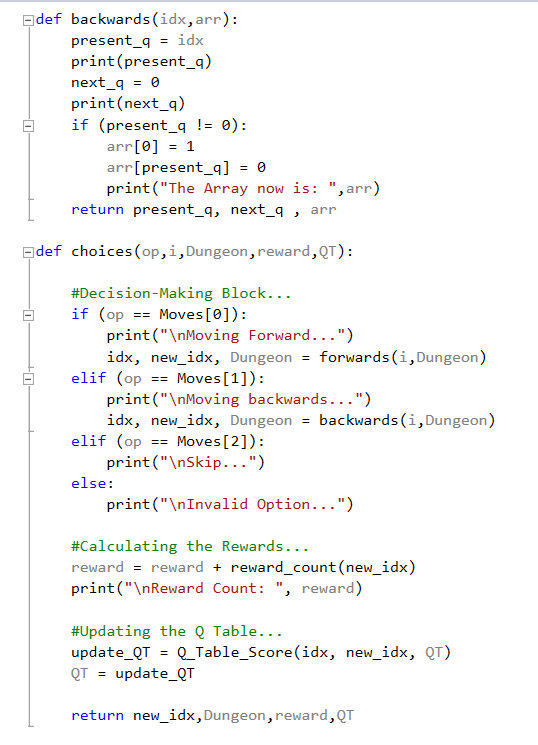 def backwards(idx,arr):
    present_q = idx
    print(present_q)
    next_q = 0
    print(next_q)
    if (present_q != 0):
        arr[0] = 1
        arr[present_q] = 0
        print("The Array now is: ",arr)
    return present_q, next_q , arr

def choices(op,i,Dungeon,reward,QT):

    #Decision-Making Block...
    if (op == Moves[0]):
        print("\nMoving Forward...")
        idx, new_idx, Dungeon = forwards(i,Dungeon)
    elif (op == Moves[1]):
        print("\nMoving backwards...")
        idx, new_idx, Dungeon = backwards(i,Dungeon)
    elif (op == Moves[2]):
        print("\nSkip...")
    else:
        print("\nInvalid Option...")

    #Calculating the Rewards...
    reward = reward + reward_count(new_idx)
    print("\nReward Count: ", reward)

    #Updating the Q Table...
    update_QT = Q_Table_Score(idx, new_idx, QT)
    QT = update_QT

    return new_idx,Dungeon,reward,QT